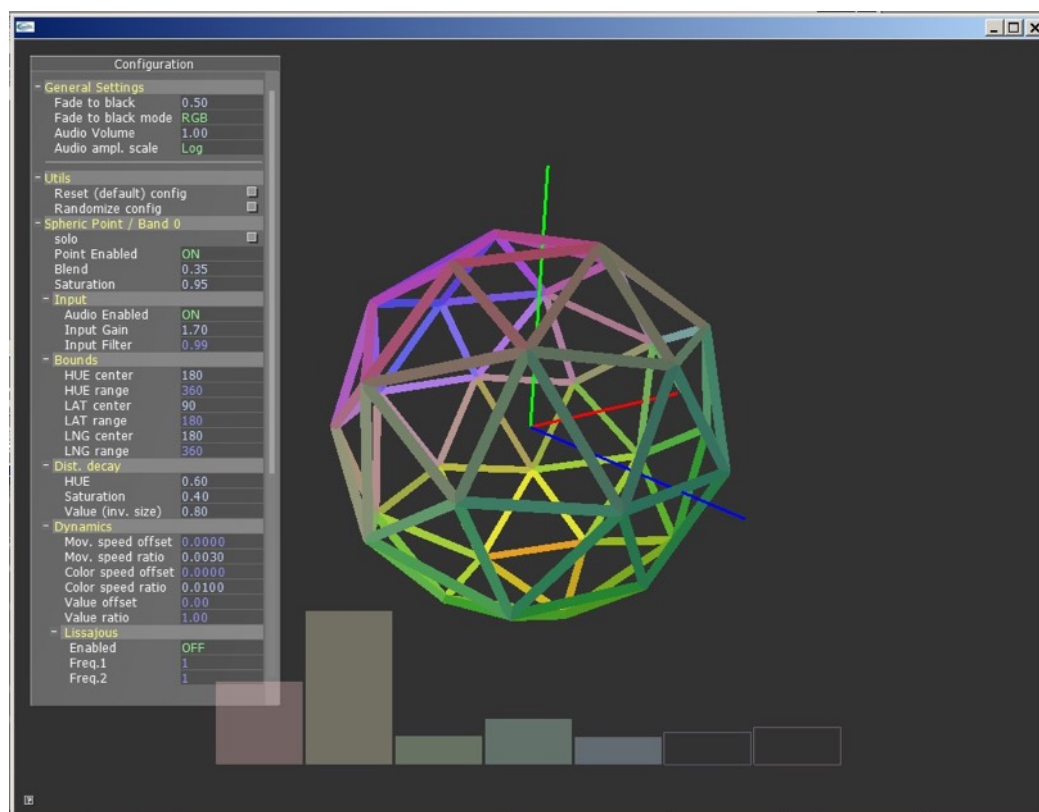 Configuration
− General Settings
Fade to black 0.50
Fade to black mode RGB
Audio Volume 1.00
Audio ampl. scale Log
− Utils
Reset (default) config
Randomize config
− Spheric Point / Band 0
solo
Point Enabled ON
Blend 0.35
Saturation 0.95
− Input
Audio Enabled ON
Input Gain 1.70
Input Filter 0.99
− Bounds
HUE center 180
HUE range 360
LAT center 90
LAT range 180
LNG center 180
LNG range 360
− Dist. decay
HUE 0.60
Saturation 0.40
Value (inv. size) 0.80
− Dynamics
Mov. speed offset 0.0000
Mov. speed ratio 0.0030
Color speed offset 0.0000
Color speed ratio 0.0100
Value offset 0.00
Value ratio 1.00
− Lissajous
Enabled OFF
Freq.1 1
Freq.2 1